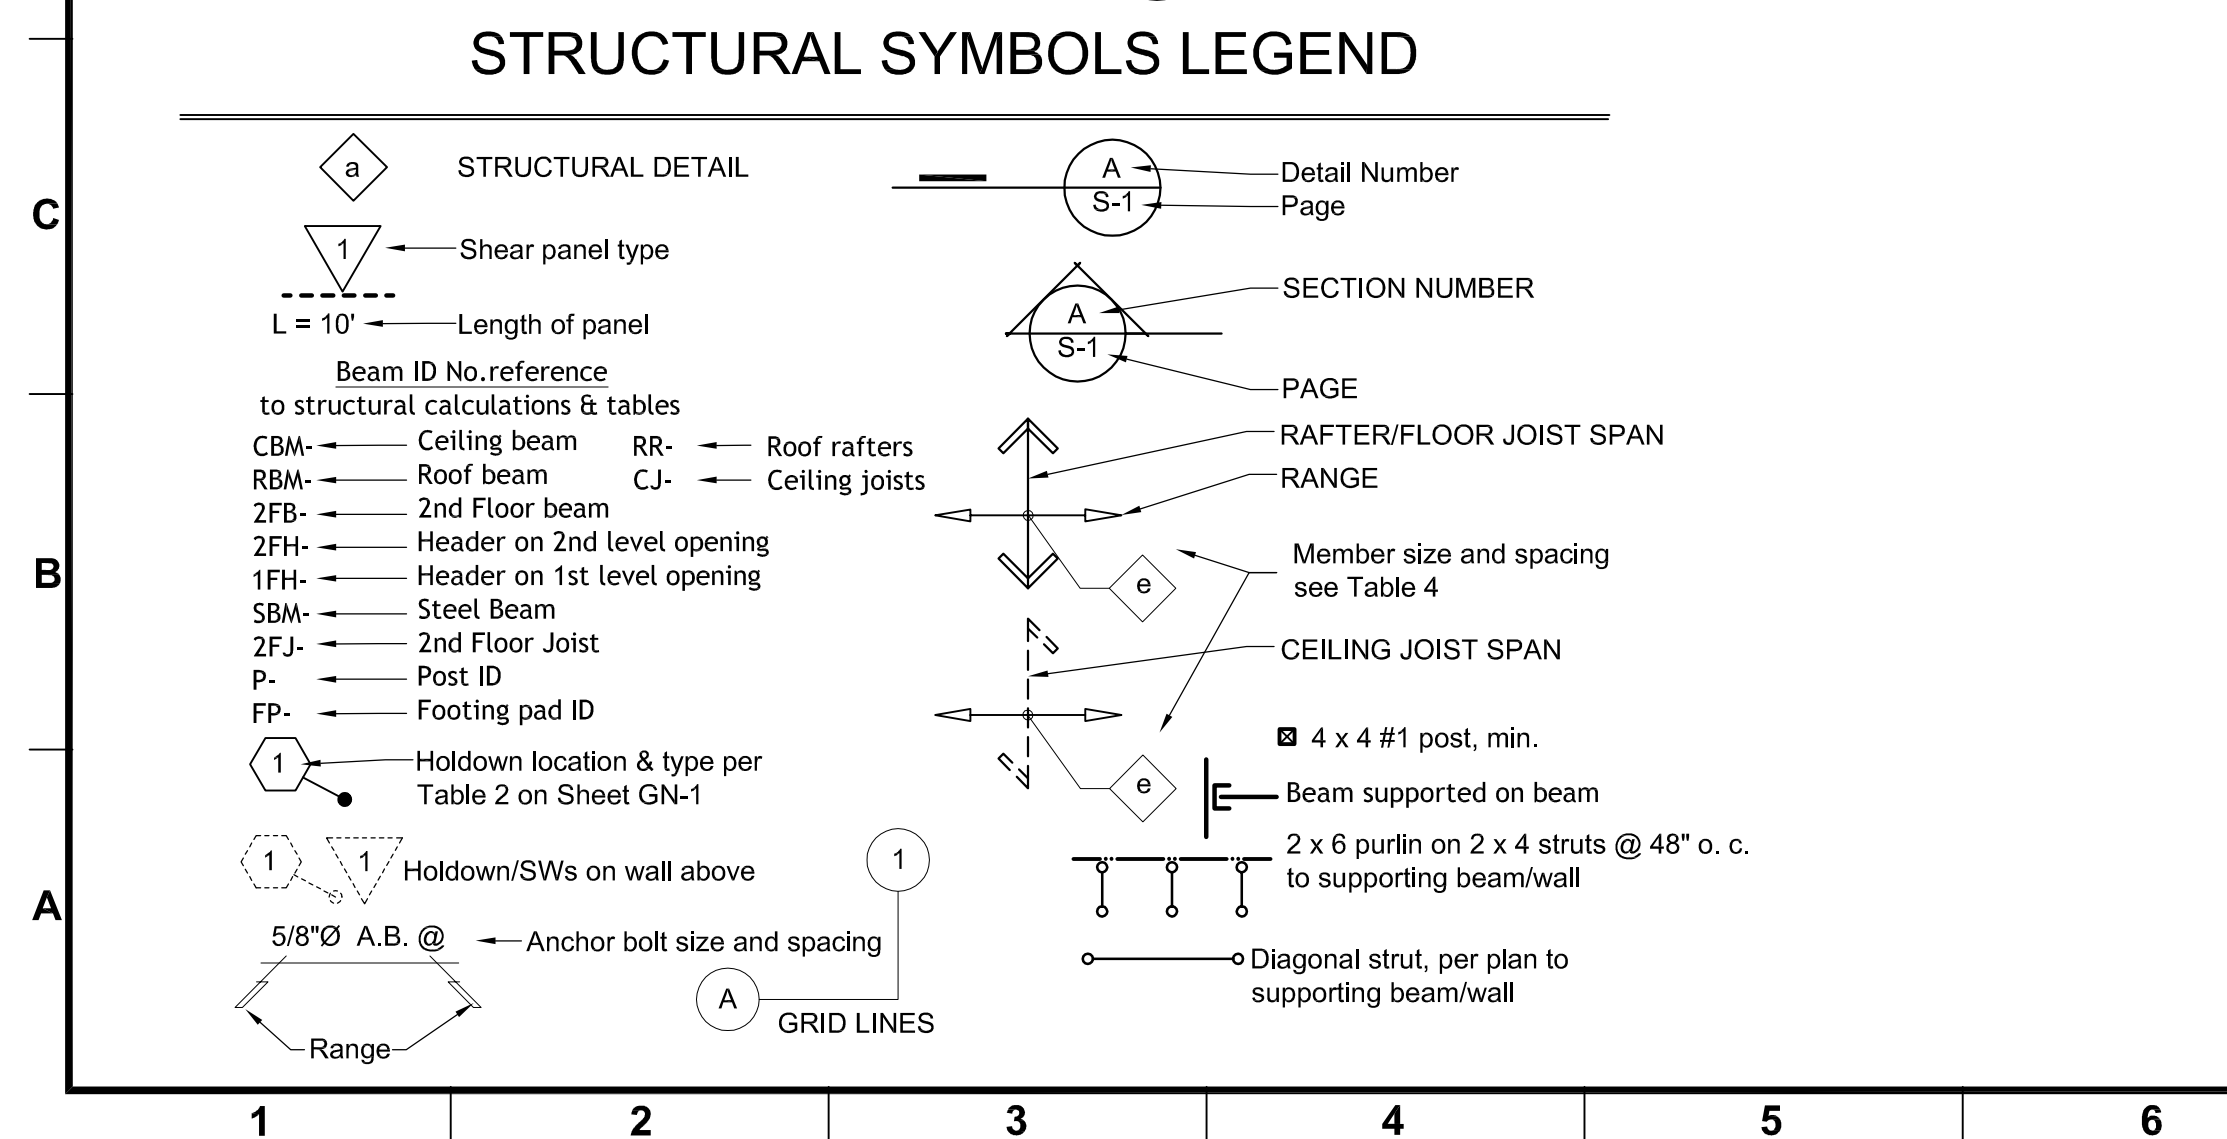 STRUCTURAL SYMBOLS LEGEND
a
STRUCTURAL DETAIL
1
Shear panel type
L = 10'
Length of panel
Beam ID No.reference
to structural calculations & tables
CBM- Ceiling beam
RBM- Roof beam
2FB- 2nd Floor beam
2FH- Header on 2nd level opening
1FH- Header on 1st level opening
SBM- Steel Beam
2FJ- 2nd Floor Joist
P- Post ID
FP- Footing pad ID
RR- Roof rafters
CJ- Ceiling joists
1
Holdown location & type per
Table 2 on Sheet GN-1
1
1
Holdown/SWs on wall above
5/8"Ø A.B. @
Anchor bolt size and spacing
Range
1
A
GRID LINES
A
S-1
Detail Number
Page
A
S-1
SECTION NUMBER
PAGE
RAFTER/FLOOR JOIST SPAN
RANGE
e
Member size and spacing
see Table 4
CEILING JOIST SPAN
e
4 x 4 #1 post, min.
Beam supported on beam
2 x 6 purlin on 2 x 4 struts @ 48" o. c.
to supporting beam/wall
Diagonal strut, per plan to
supporting beam/wall
C
B
A
1
2
3
4
5
6